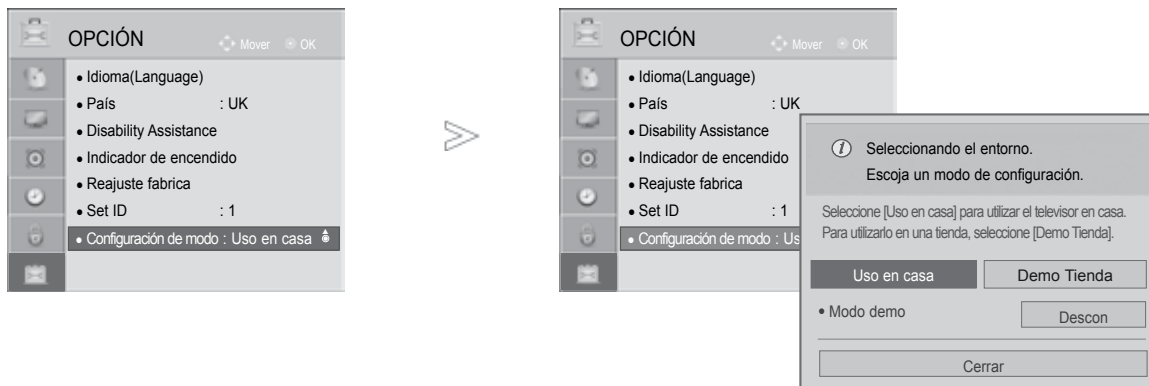 OPCIÓN
Mover OK
• Idioma(Language)
• País : UK
• Disability Assistance
• Indicador de encendido
• Reajuste fabrica
• Set ID : 1
• Configuración de modo : Uso en casa
OPCIÓN
Mover OK
• Idioma(Language)
• País : UK
• Disability Assistance
• Indicador de encendido
• Reajuste fabrica
• Set ID : 1
• Configuración de modo : Us
Seleccionando el entorno.
Escoja un modo de configuración.
Seleccione [Uso en casa] para utilizar el televisor en casa.
Para utilizarlo en una tienda, seleccione [Demo Tienda].
Uso en casa Demo Tienda
• Modo demo Descon
Cerrar